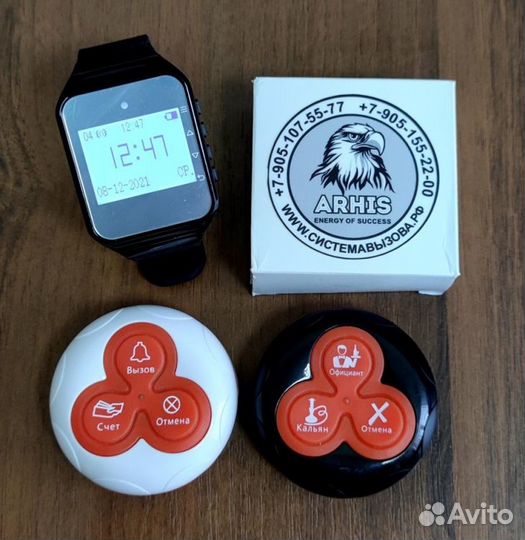 04 12:47
12:47
08-12-2021 СР.
+7-905-107-55-77 +7-905-155-22-00
ARHIS
ENERGY OF SUCCESS
WWW.СИСТЕМАВЫЗОВА.РФ
Вызов
Счет Отмена
Официант
Кальян Отмена
Avito